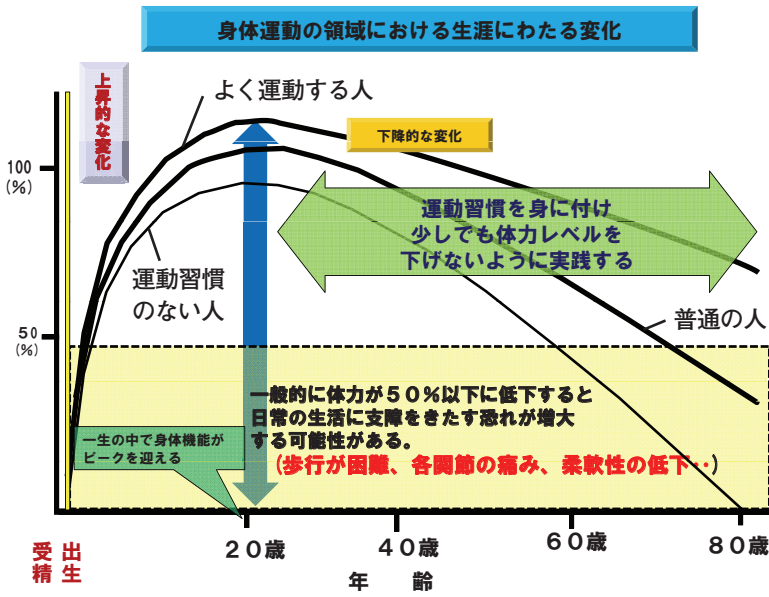 身体運動の領域における生涯にわたる変化
上昇的な変化
よく運動する人
下降的な変化
100
(%)
運動習慣を身に付け
少しでも体力レベルを
下げないように実践する
運動習慣
のない人
普通の人
50
(%)
一般的に体力が５０％以下に低下すると
日常の生活に支障をきたす恐れが増大
する可能性がある。
(歩行が困難、各関節の痛み、柔軟性の低下‥)
一生の中で身体機能が
ピークを迎える
受精
出生
２０歳
４０歳
６０歳
８０歳
年　齢